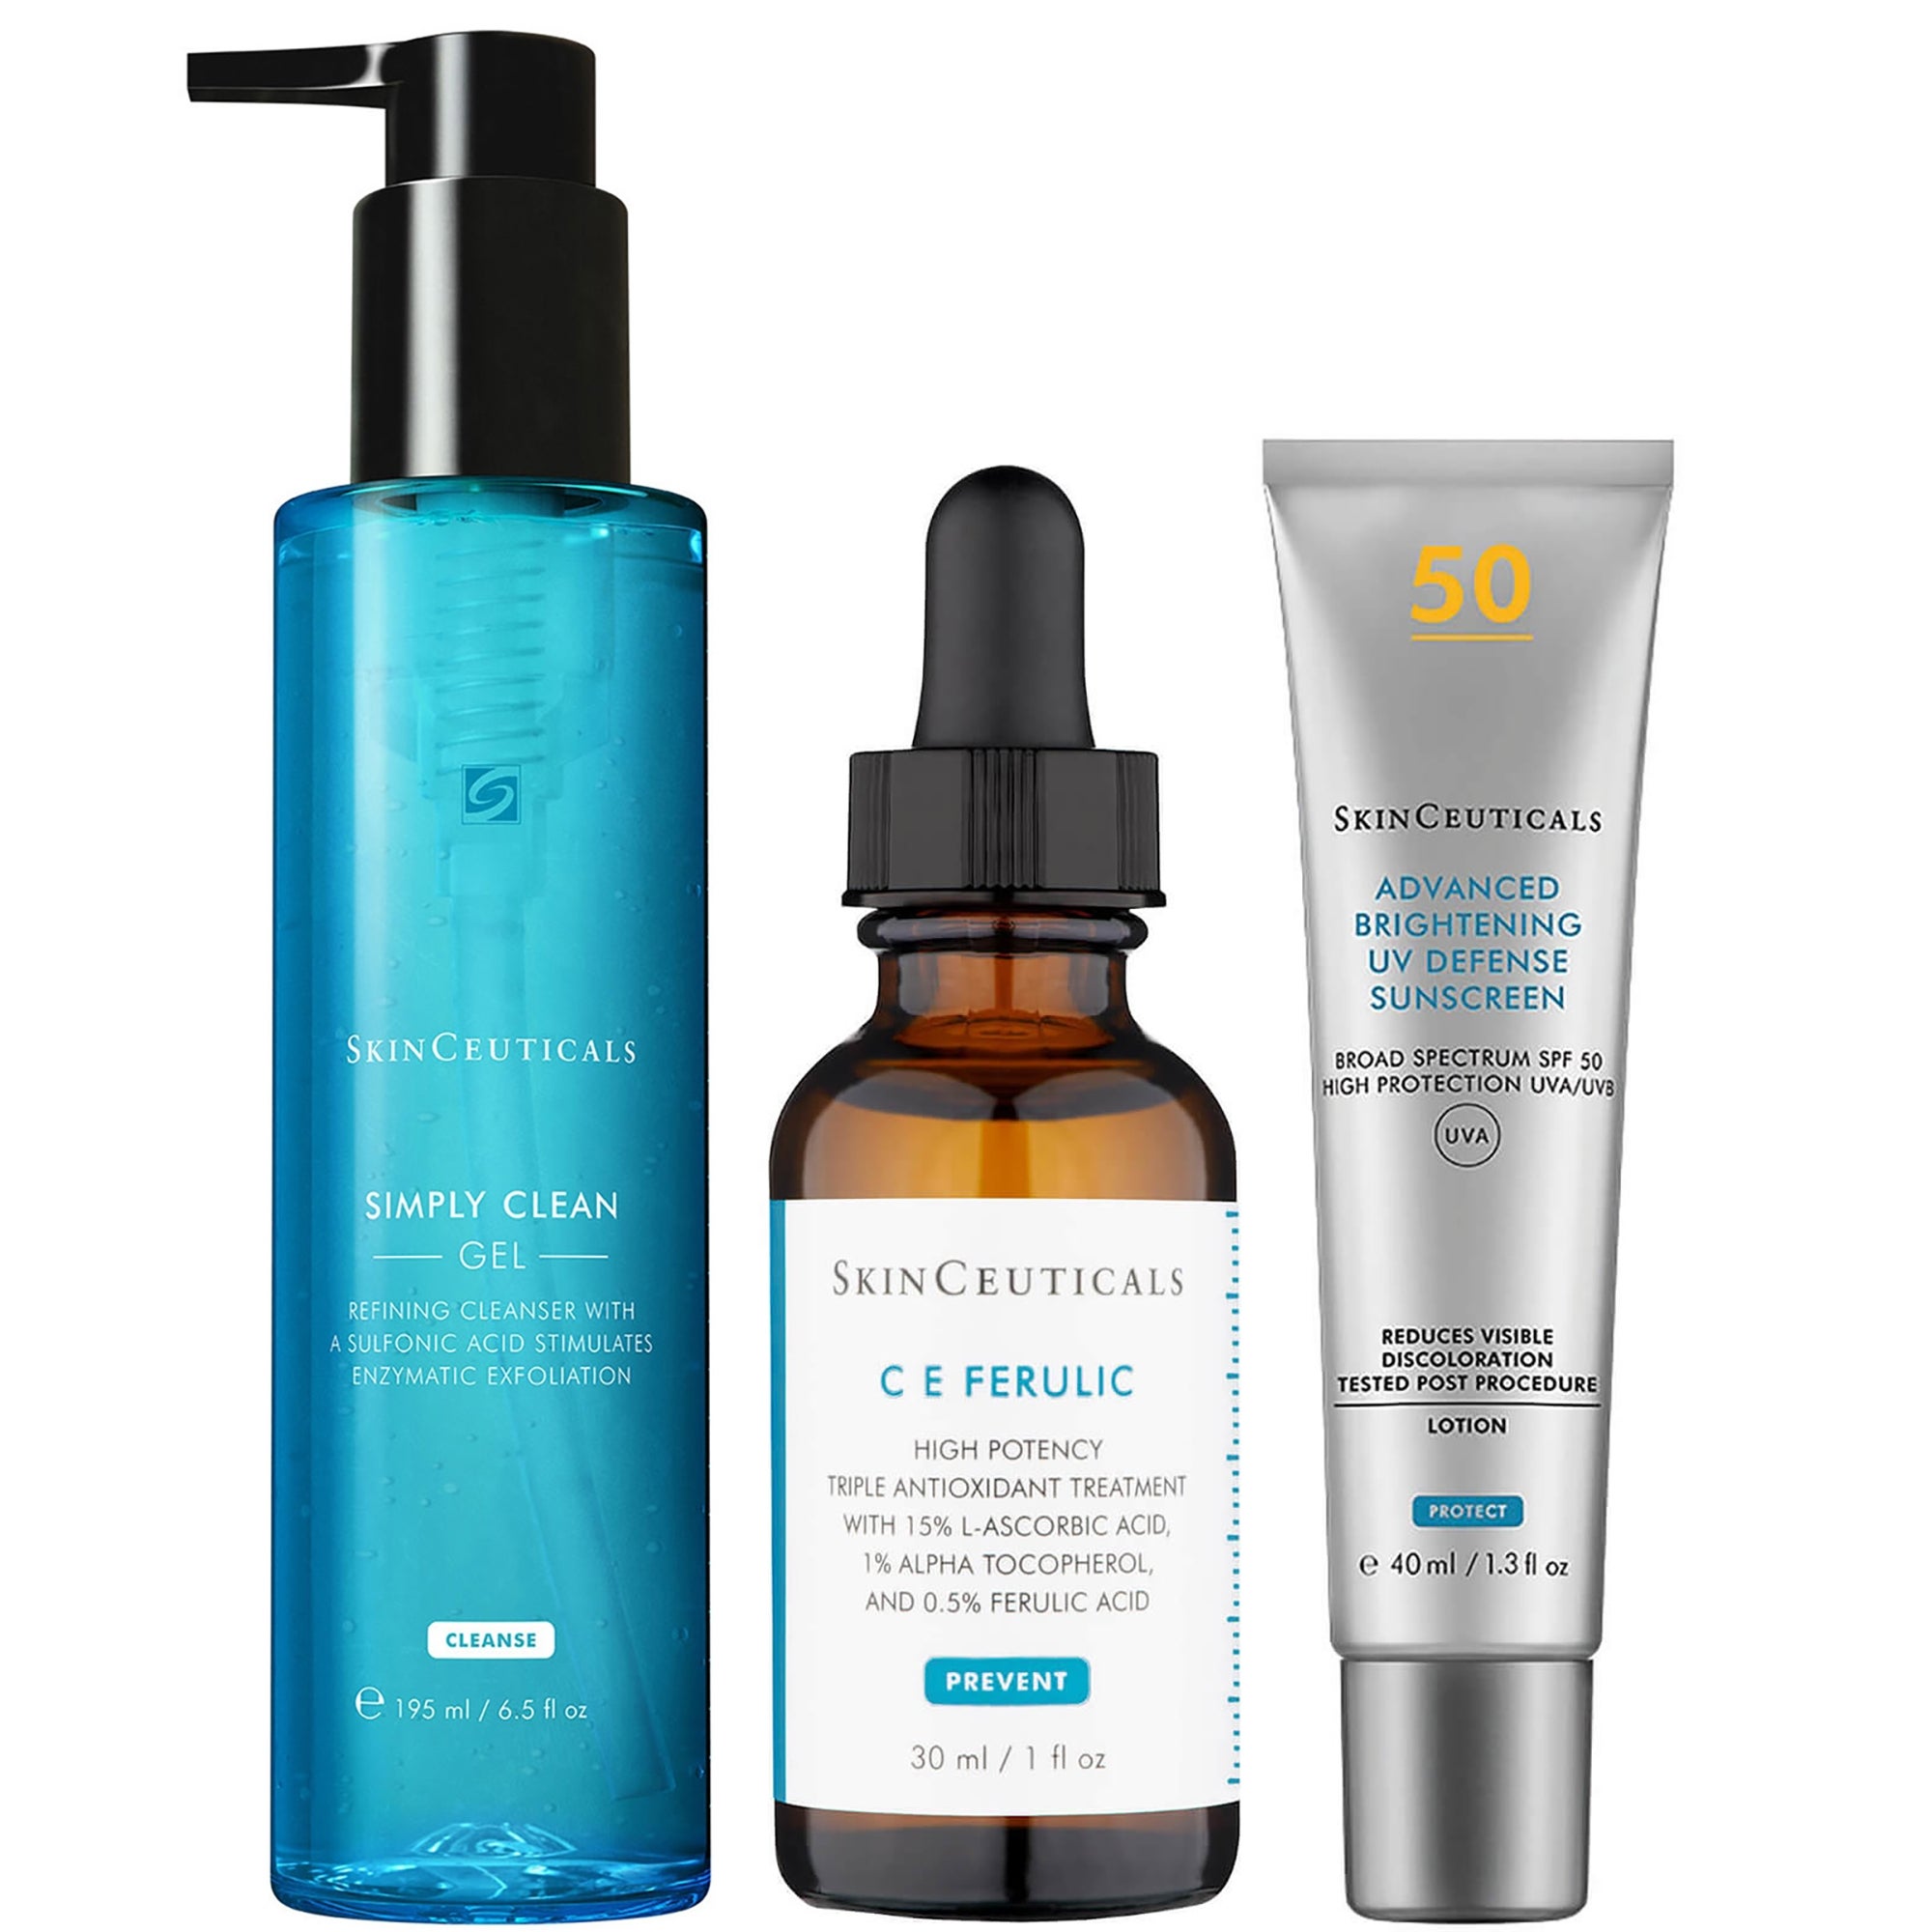 SKINCEUTICALS
SIMPLY CLEAN
GEL
REFINING CLEANSER WITH
A SULFONIC ACID STIMULATES
ENZYMATIC EXFOLIATION
CLEANSE
e 195 ml / 6.5 fl oz
SKINCEUTICALS
C E FERULIC
HIGH POTENCY
TRIPLE ANTIOXIDANT TREATMENT
WITH 15% L-ASCORBIC ACID,
1% ALPHA TOCOPHEROL,
AND 0.5% FERULIC ACID
PREVENT
30 ml / 1 fl oz
50
SKINCEUTICALS
ADVANCED
BRIGHTENING
UV DEFENSE
SUNSCREEN
BROAD SPECTRUM SPF 50
HIGH PROTECTION UVA/UVB
UVA
REDUCES VISIBLE
DISCOLORATION
TESTED POST PROCEDURE
LOTION
PROTECT
e 40 ml / 1.3 fl oz